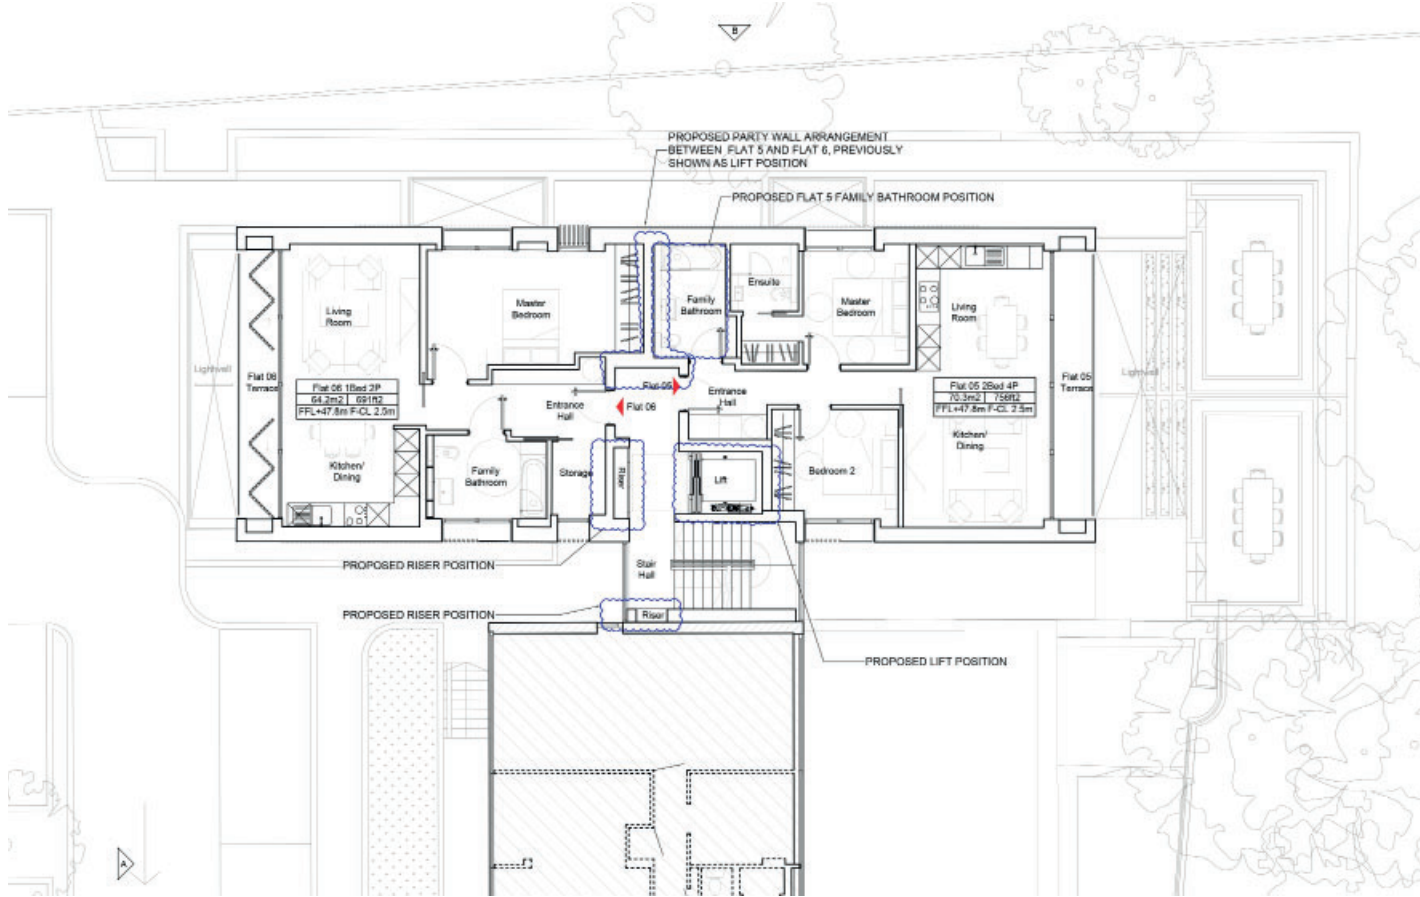 B
PROPOSED PARTY WALL ARRANGEMENT
BETWEEN FLAT 5 AND FLAT 6, PREVIOUSLY
SHOWN AS LIFT POSITION
PROPOSED FLAT 5 FAMILY BATHROOM POSITION
Living
Room
Master
Bedroom
Family
Bathroom
Ensuite
Master
Bedroom
Living
Room
Lightwell
Flat 06
Terrace
Flat 06 1Bed 2P
64.2m2 691ft2
FFL+47.8m F-CL 2.5m
Entrance
Hall
Flat 05
Flat 06
Entrance
Hall
Flat 05 2Bed 4P
70.3m2 756ft2
FFL+47.8m F-CL 2.5m
Flat 05
Terrace
Lightwell
Kitchen/
Dining
Family
Bathroom
Storage
Riser
Lift
Bedroom 2
Kitchen/
Dining
PROPOSED RISER POSITION
Stair
Hall
PROPOSED RISER POSITION
Riser
PROPOSED LIFT POSITION
A